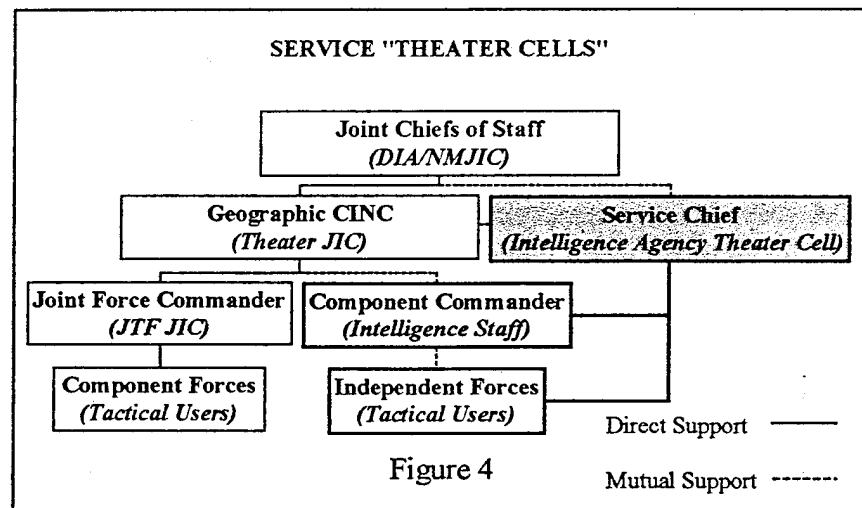 SERVICE "THEATER CELLS"
Joint Chiefs of Staff
(DIA/NMJIC)
Geographic CINC
(Theater JIC)
Service Chief
(Intelligence Agency Theater Cell)
Joint Force Commander
(JTF JIC)
Component Commander
(Intelligence Staff)
Component Forces
(Tactical Users)
Independent Forces
(Tactical Users)
Direct Support
Mutual Support
Figure 4